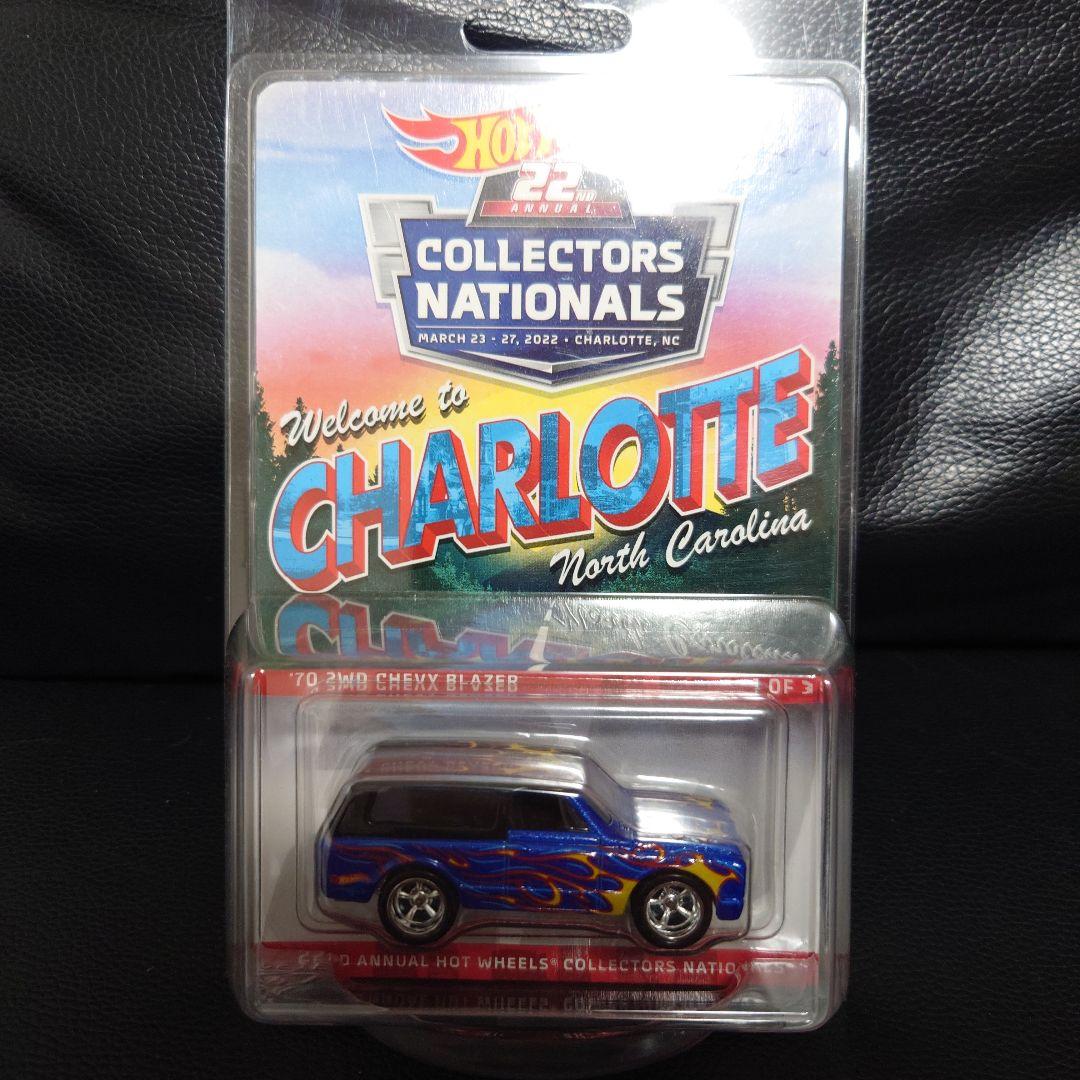 HOT
22ND
ANNUAL
COLLECTORS
NATIONALS
MARCH 23 - 27, 2022 • CHARLOTTE, NC
Welcome to
CHARLOTTE
North Carolina
'70 2WD CHEVY BLAZER
OF 3
ANNUAL HOT WHEELS® COLLECTORS